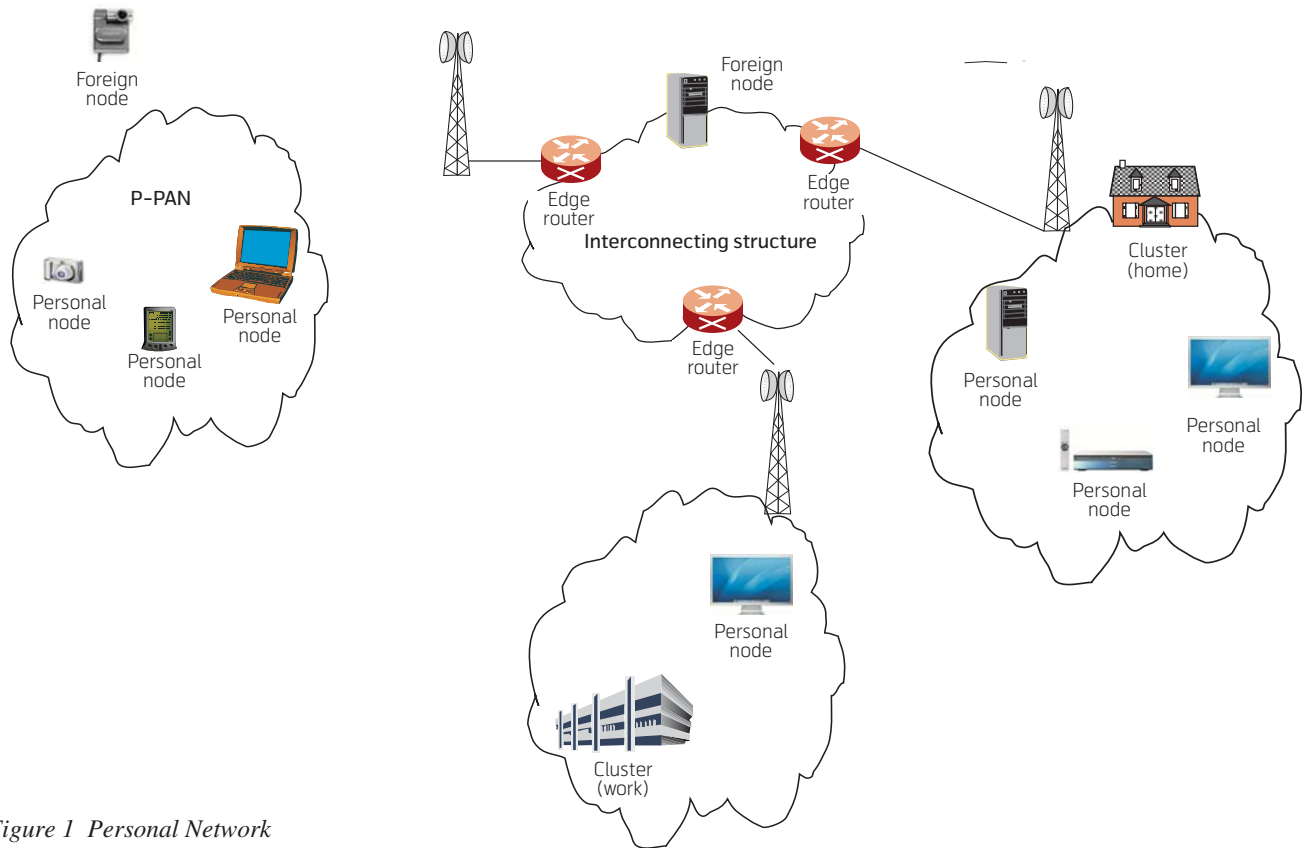 Foreign
node
P-PAN
Personal
node
Personal
node
Personal
node
Foreign
node
Edge
router
Edge
router
Interconnecting structure
Edge
router
Cluster
(home)
Personal
node
Personal
node
Personal
node
Personal
node
Cluster
(work)
igure 1 Personal Network